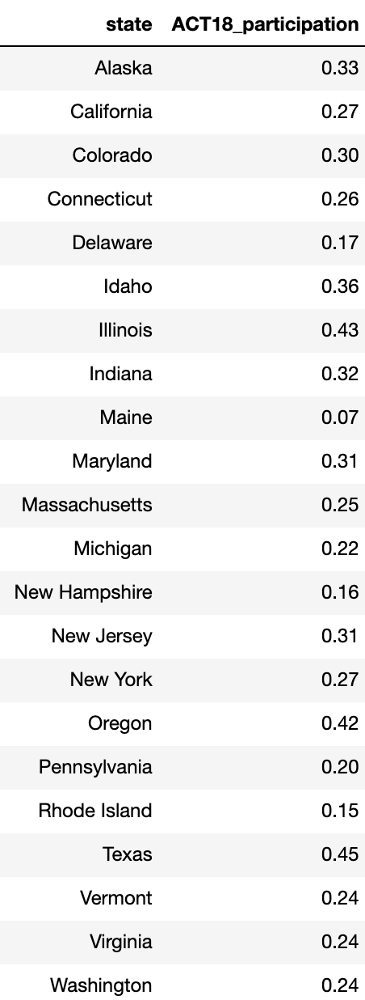 state ACT18_participation
Alaska 0.33
California 0.27
Colorado 0.30
Connecticut 0.26
Delaware 0.17
Idaho 0.36
Illinois 0.43
Indiana 0.32
Maine 0.07
Maryland 0.31
Massachusetts 0.25
Michigan 0.22
New Hampshire 0.16
New Jersey 0.31
New York 0.27
Oregon 0.42
Pennsylvania 0.20
Rhode Island 0.15
Texas 0.45
Vermont 0.24
Virginia 0.24
Washington 0.24